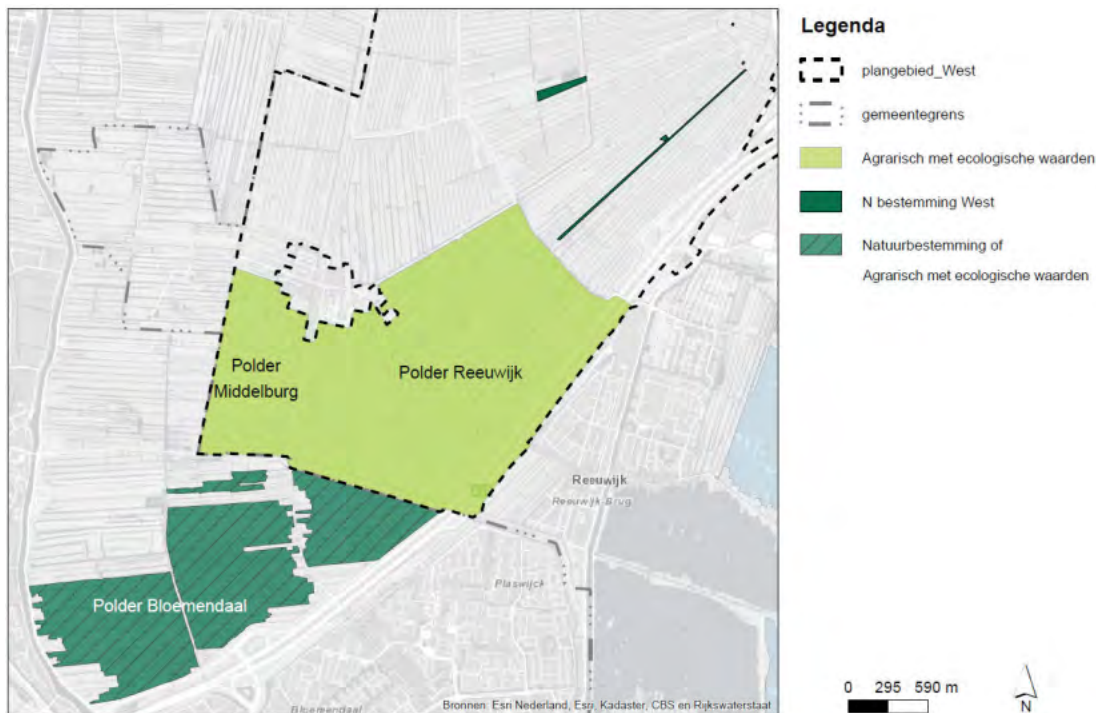 Legenda
plangebied_West
gemeentegrens
Agrarisch met ecologische waarden
N bestemming West
Natuurbestemming of
Agrarisch met ecologische waarden
Polder
Middelburg
Polder Reeuwijk
Reeuwijk
Reeuwijk Brug
Plaswijck
Polder Bloemendaal
Bloemendaal
Bronnen: Esri Nederland, Esri, Kadaster, CBS en Rijkswaterstaat
0 295 590 m
N